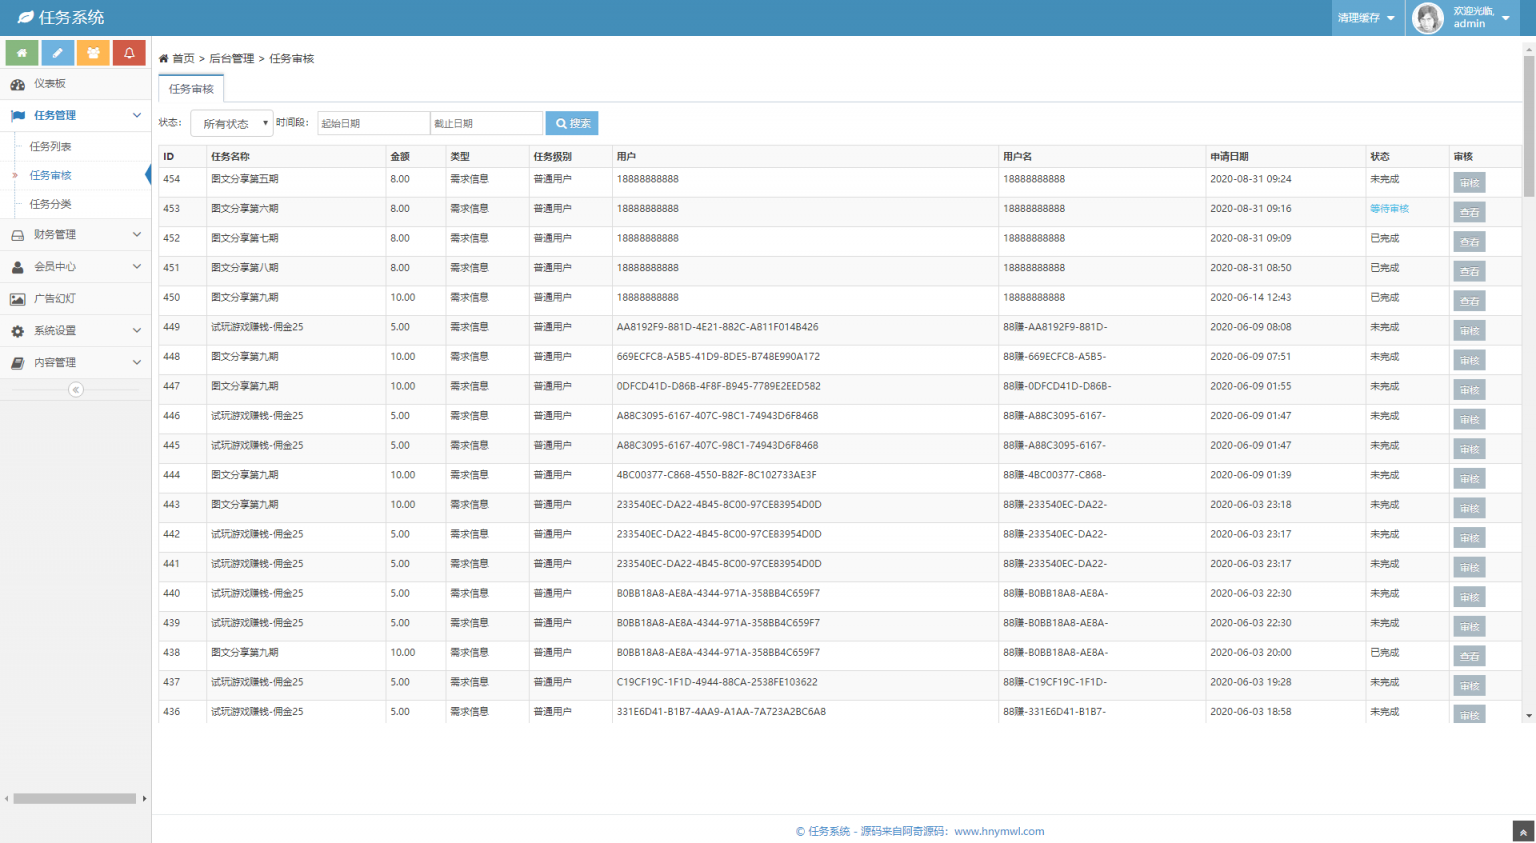 任务系统
清理缓存
欢迎光临,
admin
首页 > 后台管理 > 任务审核
仪表板
任务管理
任务列表
任务审核
任务分类
财务管理
会员中心
广告幻灯
系统设置
内容管理
任务审核
状态: 所有状态 时间段: 起始日期 截止日期 搜索
ID 任务名称 金额 类型 任务级别 用户 用户名 申请日期 状态 审核
454 图文分享第五期 8.00 需求信息 普通用户 18888888888 18888888888 2020-08-31 09:24 未完成 审核
453 图文分享第六期 8.00 需求信息 普通用户 18888888888 18888888888 2020-08-31 09:16 等待审核 查看
452 图文分享第七期 8.00 需求信息 普通用户 18888888888 18888888888 2020-08-31 09:09 已完成 查看
451 图文分享第八期 8.00 需求信息 普通用户 18888888888 18888888888 2020-08-31 08:50 已完成 查看
450 图文分享第九期 10.00 需求信息 普通用户 18888888888 18888888888 2020-06-14 12:43 已完成 查看
449 试玩游戏赚钱-佣金25 5.00 需求信息 普通用户 AA8192F9-881D-4E21-882C-A811F014B426 88赚-AA8192F9-881D- 2020-06-09 08:08 未完成 审核
448 图文分享第九期 10.00 需求信息 普通用户 669ECFC8-A5B5-41D9-8DE5-B748E990A172 88赚-669ECFC8-A5B5- 2020-06-09 07:51 未完成 审核
447 图文分享第九期 10.00 需求信息 普通用户 0DFCD41D-D86B-4F8F-B945-7789E2EED582 88赚-0DFCD41D-D86B- 2020-06-09 01:55 未完成 审核
446 试玩游戏赚钱-佣金25 5.00 需求信息 普通用户 A88C3095-6167-407C-98C1-74943D6F8468 88赚-A88C3095-6167- 2020-06-09 01:47 未完成 审核
445 试玩游戏赚钱-佣金25 5.00 需求信息 普通用户 A88C3095-6167-407C-98C1-74943D6F8468 88赚-A88C3095-6167- 2020-06-09 01:47 未完成 审核
444 图文分享第九期 10.00 需求信息 普通用户 4BC00377-C868-4550-B82F-8C102733AE3F 88赚-4BC00377-C868- 2020-06-09 01:39 未完成 审核
443 图文分享第九期 10.00 需求信息 普通用户 233540EC-DA22-4B45-8C00-97CE83954D0D 88赚-233540EC-DA22- 2020-06-03 23:18 未完成 审核
442 试玩游戏赚钱-佣金25 5.00 需求信息 普通用户 233540EC-DA22-4B45-8C00-97CE83954D0D 88赚-233540EC-DA22- 2020-06-03 23:17 未完成 审核
441 试玩游戏赚钱-佣金25 5.00 需求信息 普通用户 233540EC-DA22-4B45-8C00-97CE83954D0D 88赚-233540EC-DA22- 2020-06-03 23:17 未完成 审核
440 试玩游戏赚钱-佣金25 5.00 需求信息 普通用户 B0BB18A8-AE8A-4344-971A-358BB4C659F7 88赚-B0BB18A8-AE8A- 2020-06-03 22:30 未完成 审核
439 试玩游戏赚钱-佣金25 5.00 需求信息 普通用户 B0BB18A8-AE8A-4344-971A-358BB4C659F7 88赚-B0BB18A8-AE8A- 2020-06-03 22:30 未完成 审核
438 图文分享第九期 10.00 需求信息 普通用户 B0BB18A8-AE8A-4344-971A-358BB4C659F7 88赚-B0BB18A8-AE8A- 2020-06-03 20:00 已完成 查看
437 试玩游戏赚钱-佣金25 5.00 需求信息 普通用户 C19CF19C-1F1D-4944-88CA-2538FE103622 88赚-C19CF19C-1F1D- 2020-06-03 19:28 未完成 审核
436 试玩游戏赚钱-佣金25 5.00 需求信息 普通用户 331E6D41-B1B7-4AA9-A1AA-7A723A2BC6A8 88赚-331E6D41-B1B7- 2020-06-03 18:58 未完成 审核
© 任务系统 - 源码来自阿奇源码: www.hnymwl.com